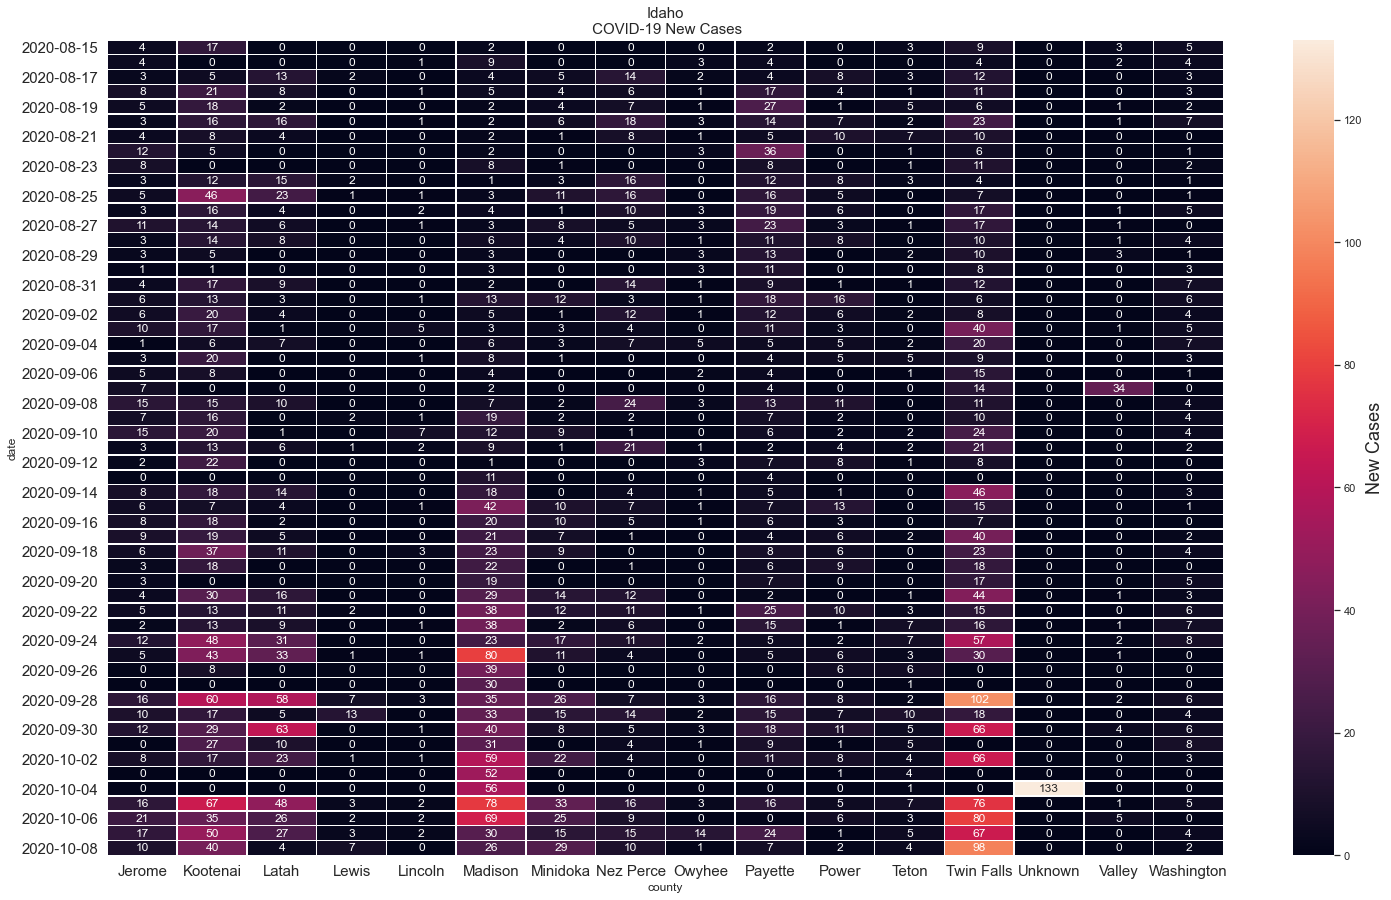 Idaho
COVID-19 New Cases
2020-08-15 4 17 0 0 0 2 0 0 0 2 0 3 9 0 3 5
4 0 0 0 1 9 0 0 3 4 0 0 4 0 2 4
2020-08-17 3 5 13 2 0 4 5 14 2 4 8 3 12 0 0 3
8 21 8 0 1 5 4 6 1 17 4 1 11 0 0 3
2020-08-19 5 18 2 0 0 2 4 7 1 27 1 5 6 0 1 2
3 16 16 0 1 2 6 18 3 14 7 2 23 0 1 7
2020-08-21 4 8 4 0 0 2 1 8 1 5 10 7 10 0 0 0
12 5 0 0 0 2 0 0 3 36 0 1 6 0 0 1
2020-08-23 8 0 0 0 0 8 1 0 0 8 0 1 11 0 0 2
3 12 15 2 0 1 3 16 0 12 8 3 4 0 0 1
2020-08-25 5 46 23 1 1 3 11 16 0 16 5 0 7 0 0 1
3 16 4 0 2 4 1 10 3 19 6 0 17 0 1 5
2020-08-27 11 14 6 0 1 3 8 5 3 23 3 1 17 0 1 0
3 14 8 0 0 6 4 10 1 11 8 0 10 0 1 4
2020-08-29 3 5 0 0 0 3 0 0 3 13 0 2 10 0 3 1
1 1 0 0 0 3 0 0 3 11 0 0 8 0 0 3
2020-08-31 4 17 9 0 0 2 0 14 1 9 1 1 12 0 0 7
6 13 3 0 1 13 12 3 1 18 16 0 6 0 0 6
2020-09-02 6 20 4 0 0 5 1 12 1 12 6 2 8 0 0 4
10 17 1 0 5 3 3 4 0 11 3 0 40 0 1 5
2020-09-04 1 6 7 0 0 6 3 7 5 5 5 2 20 0 0 7
3 20 0 0 1 8 1 0 0 4 5 5 9 0 0 3
2020-09-06 5 8 0 0 0 4 0 0 2 4 0 1 15 0 0 1
7 0 0 0 0 2 0 0 0 4 0 0 14 0 34 0
2020-09-08 15 15 10 0 0 7 2 24 3 13 11 0 11 0 0 4
7 16 0 2 1 19 2 2 0 7 2 0 10 0 0 4
2020-09-10 15 20 1 0 7 12 9 1 0 6 2 2 24 0 0 4
3 13 6 1 2 9 1 21 1 2 4 2 21 0 0 2
2020-09-12 2 22 0 0 0 1 0 0 3 7 8 1 8 0 0 0
0 0 0 0 0 11 0 0 0 4 0 0 0 0 0 0
2020-09-14 8 18 14 0 0 18 0 4 1 5 1 0 46 0 0 3
6 7 4 0 1 42 10 7 1 7 13 0 15 0 0 1
2020-09-16 8 18 2 0 0 20 10 5 1 6 3 0 7 0 0 0
9 19 5 0 0 21 7 1 0 4 6 2 40 0 0 2
2020-09-18 6 37 11 0 3 23 9 0 0 8 6 0 23 0 0 4
3 18 0 0 0 22 0 1 0 6 9 0 18 0 0 0
2020-09-20 3 0 0 0 0 19 0 0 0 7 0 0 17 0 0 5
4 30 16 0 0 29 14 12 0 2 0 1 44 0 1 3
2020-09-22 5 13 11 2 0 38 12 11 1 25 10 3 15 0 0 6
2 13 9 0 1 38 2 6 0 15 1 7 16 0 1 7
2020-09-24 12 48 31 0 0 23 17 11 2 5 2 7 57 0 2 8
5 43 33 1 1 80 11 4 0 5 6 3 30 0 1 0
2020-09-26 0 8 0 0 0 39 0 0 0 0 6 6 0 0 0 0
0 0 0 0 0 30 0 0 0 0 0 1 0 0 0 0
2020-09-28 16 60 58 7 3 35 26 7 3 16 8 2 102 0 2 6
10 17 5 13 0 33 15 14 2 15 7 10 18 0 0 4
2020-09-30 12 29 63 0 1 40 8 5 3 18 11 5 66 0 4 6
0 27 10 0 0 31 0 4 1 9 1 5 0 0 0 8
2020-10-02 8 17 23 1 1 59 22 4 0 11 8 4 66 0 0 3
0 0 0 0 0 52 0 0 0 0 1 4 0 0 0 0
2020-10-04 0 0 0 0 0 56 0 0 0 0 0 1 0 133 0 0
16 67 48 3 2 78 33 16 3 16 5 7 76 0 1 5
2020-10-06 21 35 26 2 2 69 25 9 0 0 6 3 80 0 5 0
17 50 27 3 2 30 15 15 14 24 1 5 67 0 0 4
2020-10-08 10 40 4 7 0 26 29 10 1 7 2 4 98 0 0 2
Jerome Kootenai Latah Lewis Lincoln Madison Minidoka Nez Perce Owyhee Payette Power Teton Twin Falls Unknown Valley Washington
county
date
120
100
80
60
40
20
0
New Cases